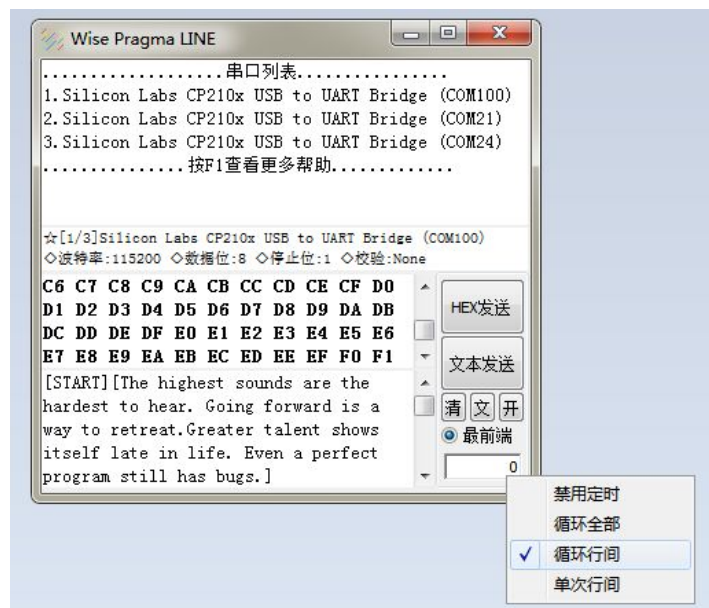 Wise Pragma LINE
..................串口列表...............
1.Silicon Labs CP210x USB to UART Bridge (COM100)
2.Silicon Labs CP210x USB to UART Bridge (COM21)
3.Silicon Labs CP210x USB to UART Bridge (COM24)
..............按F1查看更多帮助.............
☆[1/3]Silicon Labs CP210x USB to UART Bridge (COM100)
◇波特率:115200 ◇数据位:8 ◇停止位:1 ◇校验:None
C6 C7 C8 C9 CA CB CC CD CE CF D0
D1 D2 D3 D4 D5 D6 D7 D8 D9 DA DB
DC DD DE DF E0 E1 E2 E3 E4 E5 E6
E7 E8 E9 EA EB EC ED EE EF F0 F1
HEX发送
文本发送
[START][The highest sounds are the
hardest to hear. Going forward is a
way to retreat.Greater talent shows
itself late in life. Even a perfect
program still has bugs.]
清 文 开
最前端
0
禁用定时
循环全部
✓ 循环行间
单次行间